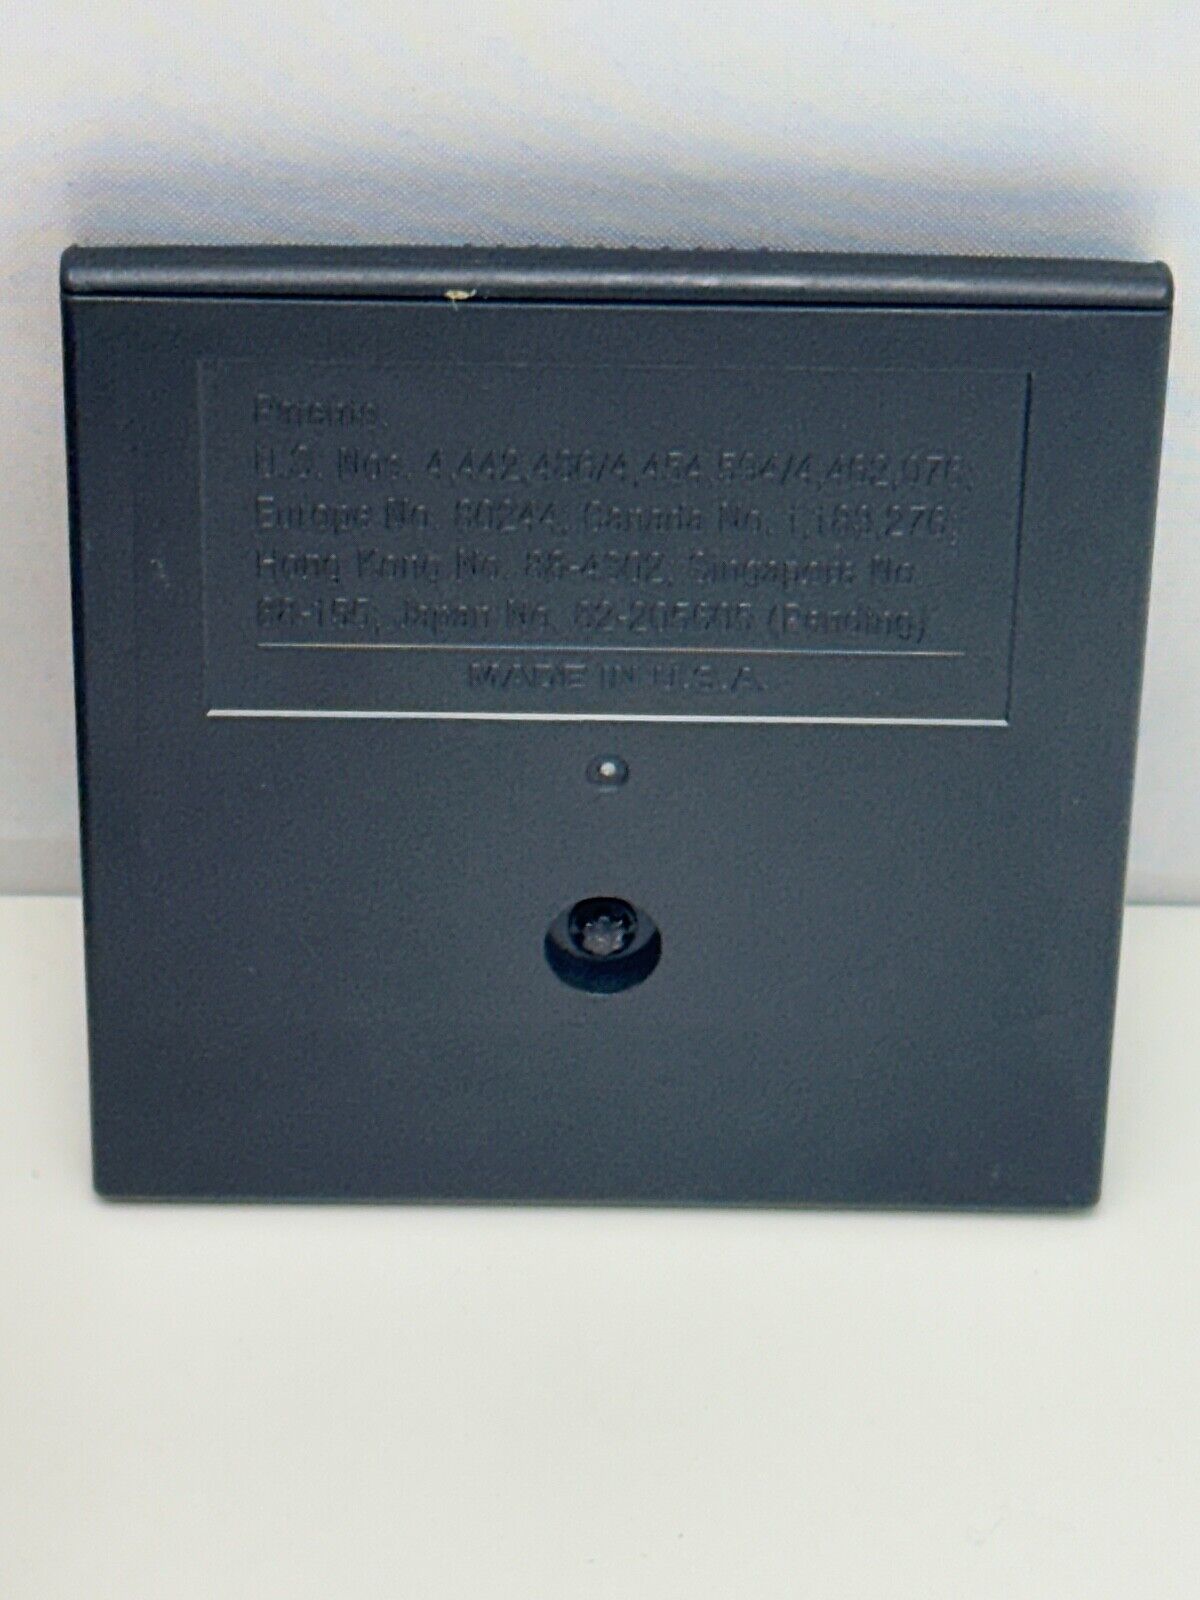 Patents
U.S. Nos. 4,442,486/4,454,594/4,462,076,
Europe No. 80244, Canada No. 1,183,276,
Hong Kong No. 88-4302, Singapore No.
88-155, Japan No. 82-205605 (Pending)
MADE IN U.S.A.